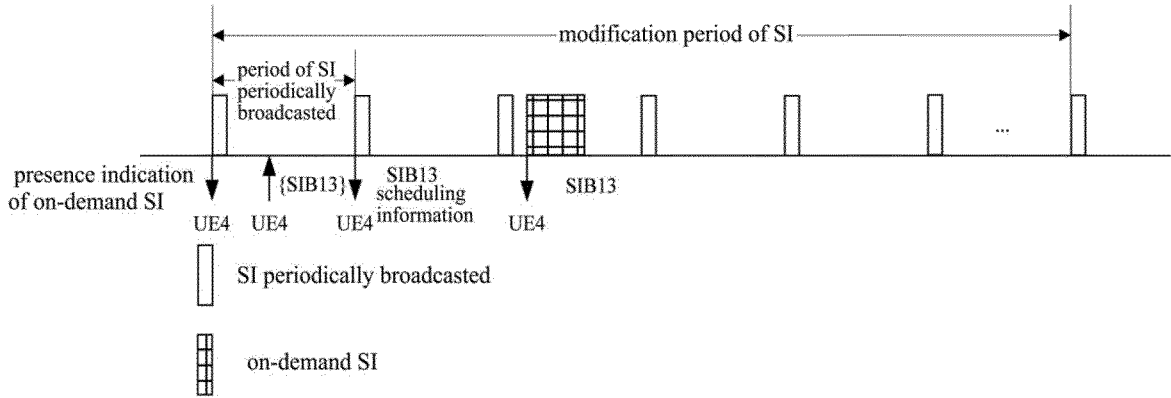 modification period of SI
period of SI
periodically
broadcasted
...
presence indication
of on-demand SI
{SIB13}
SIB13
scheduling
information
SIB13
UE4
UE4
UE4
UE4
SI periodically broadcasted
on-demand SI